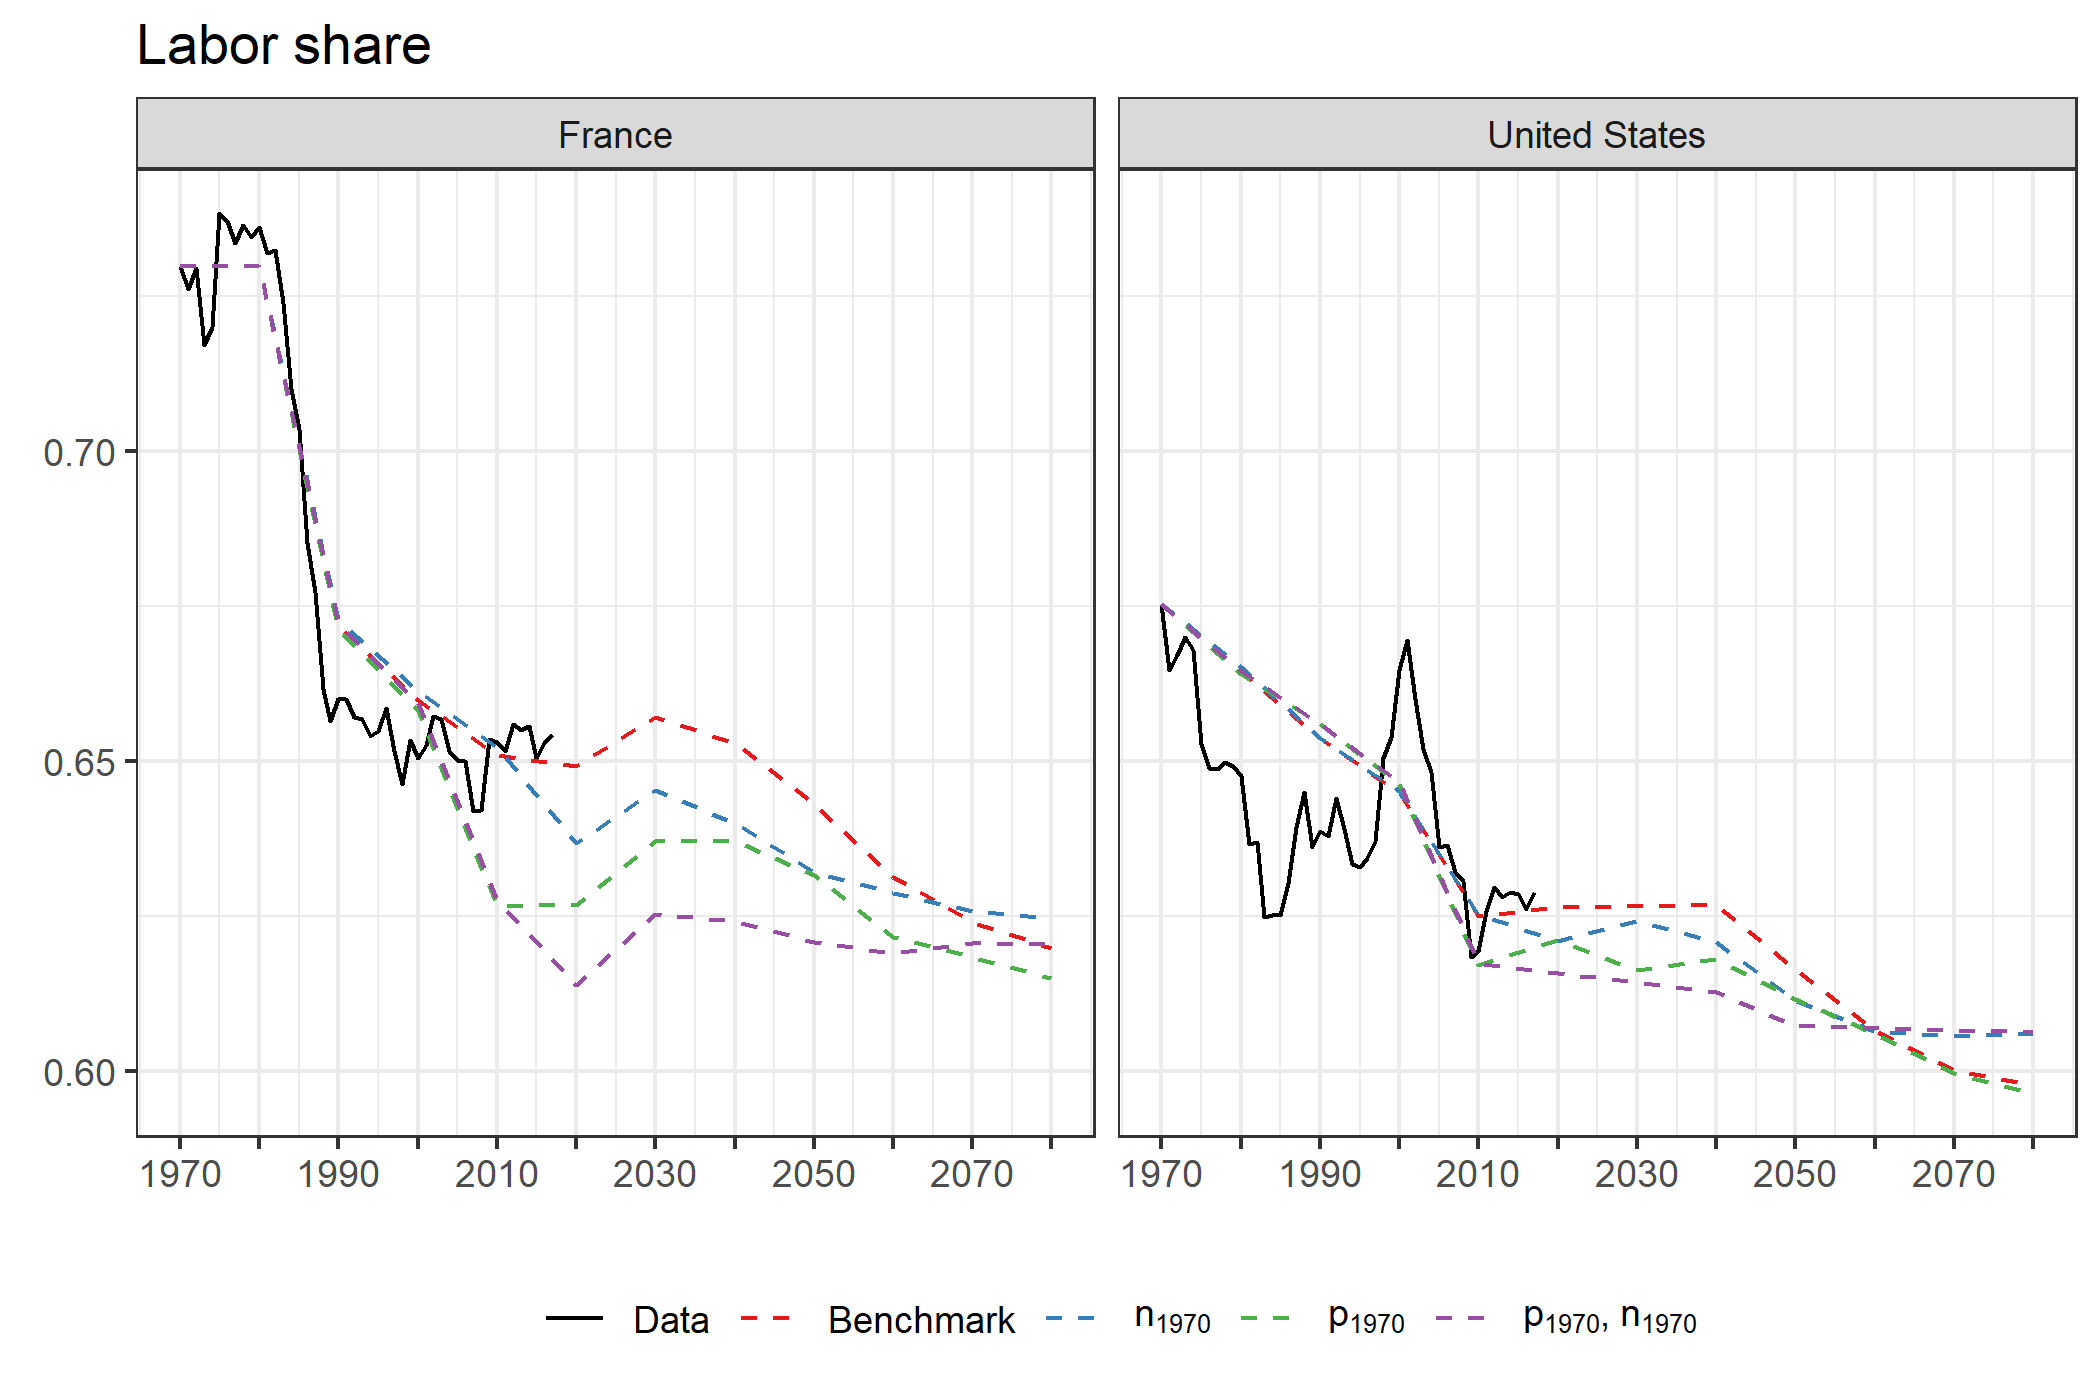 Labor share
France
United States
0.70
0.65
0.60
1970 1990 2010 2030 2050 2070
1970 1990 2010 2030 2050 2070
Data Benchmark n₁₉₇₀ p₁₉₇₀ p₁₉₇₀, n₁₉₇₀